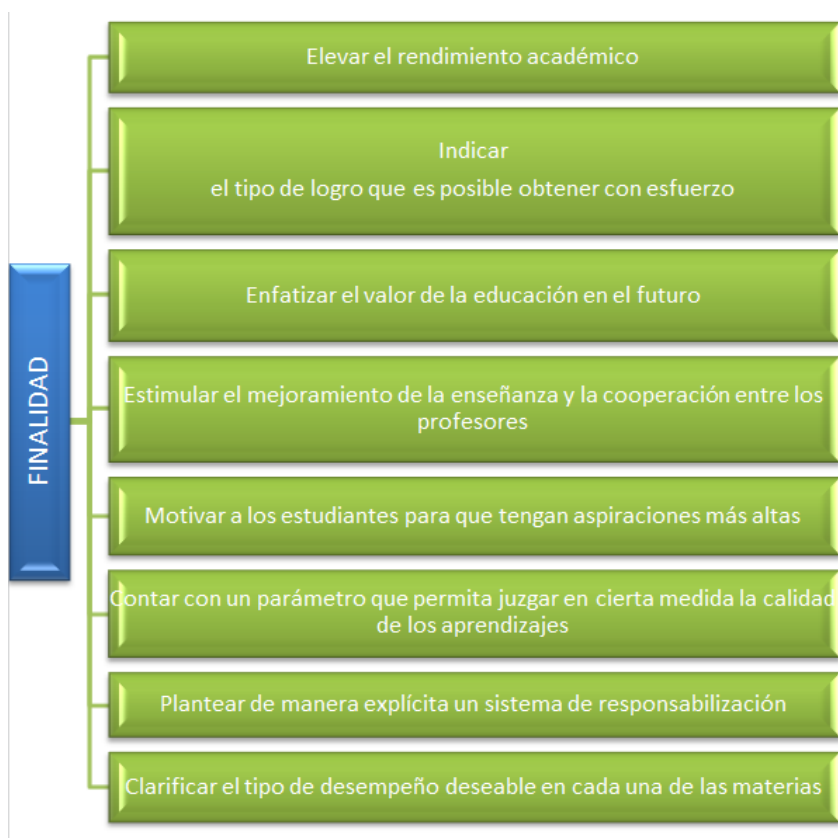 FINALIDAD
Elevar el rendimiento académico
Indicar
el tipo de logro que es posible obtener con esfuerzo
Enfatizar el valor de la educación en el futuro
Estimular el mejoramiento de la enseñanza y la cooperación entre los
profesores
Motivar a los estudiantes para que tengan aspiraciones más altas
Contar con un parámetro que permita juzgar en cierta medida la calidad
de los aprendizajes
Plantear de manera explícita un sistema de responsabilización
Clarificar el tipo de desempeño deseable en cada una de las materias